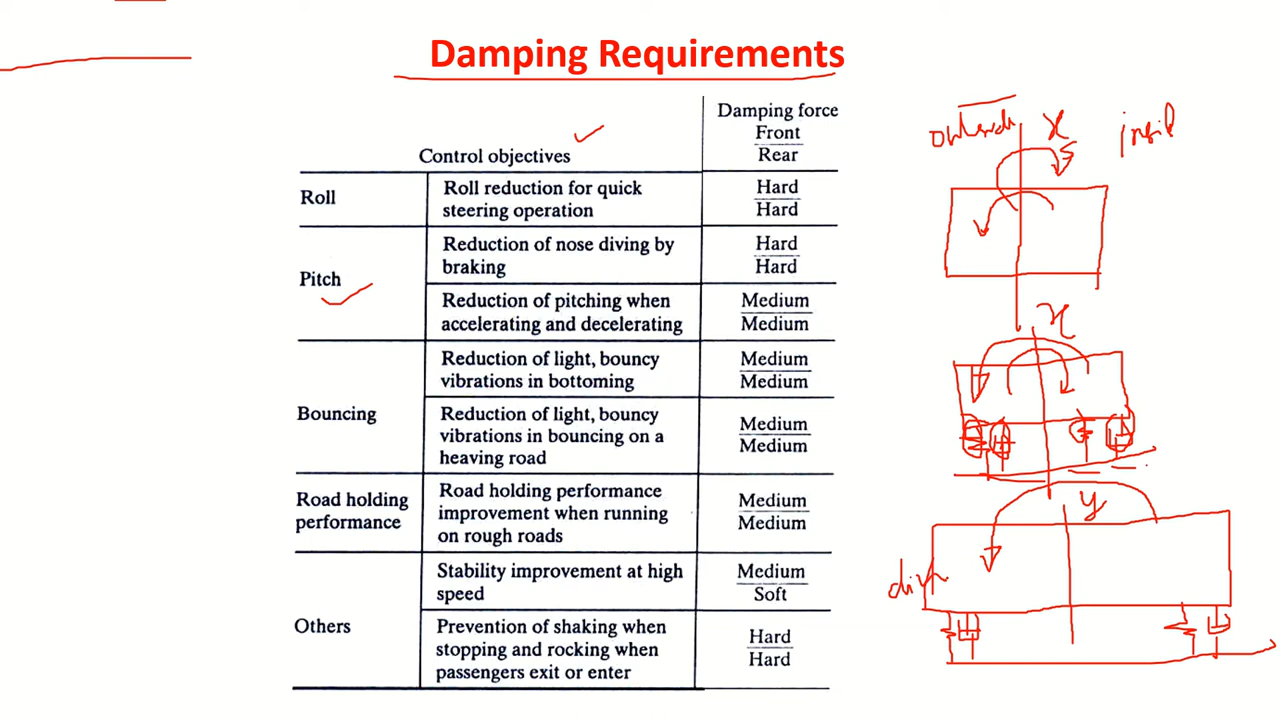 Damping Requirements
Damping force
Front
Rear
Control objectives
Roll
Roll reduction for quick
steering operation
Hard
Hard
Pitch
Reduction of nose diving by
braking
Hard
Hard
Reduction of pitching when
accelerating and decelerating
Medium
Medium
Bouncing
Reduction of light, bouncy
vibrations in bottoming
Medium
Medium
Reduction of light, bouncy
vibrations in bouncing on a
heaving road
Medium
Medium
Road holding
performance
Road holding performance
improvement when running
on rough roads
Medium
Medium
Others
Stability improvement at high
speed
Medium
Soft
Prevention of shaking when
stopping and rocking when
passengers exit or enter
Hard
Hard
x
x
y